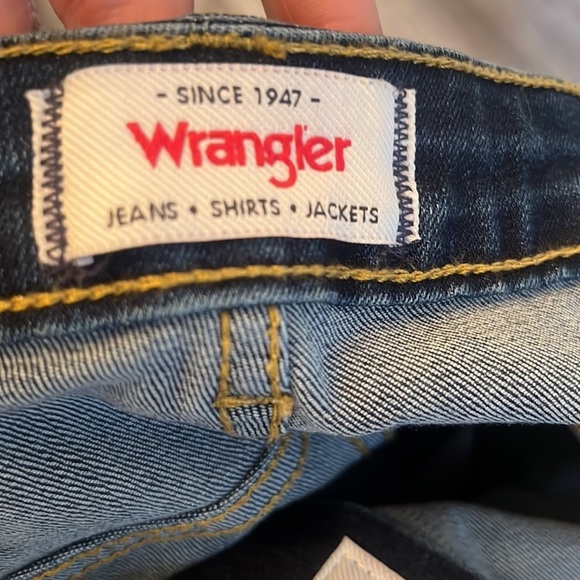 - SINCE 1947 -
Wrangler
JEANS • SHIRTS • JACKETS